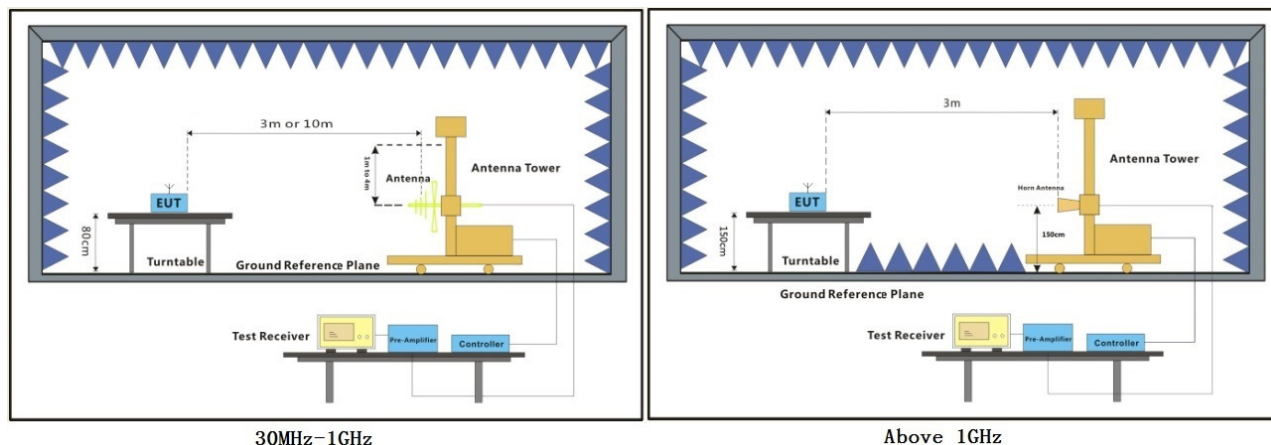 3m or 10m
1m to 4m
Antenna
Antenna Tower
EUT
80cm
Turntable
Ground Reference Plane
Test Receiver
Pre-Amplifier
Controller
30MHz-1GHz
3m
Antenna Tower
Horn Antenna
EUT
150cm
150cm
Turntable
Ground Reference Plane
Test Receiver
Pre-Amplifier
Controller
Above 1GHz